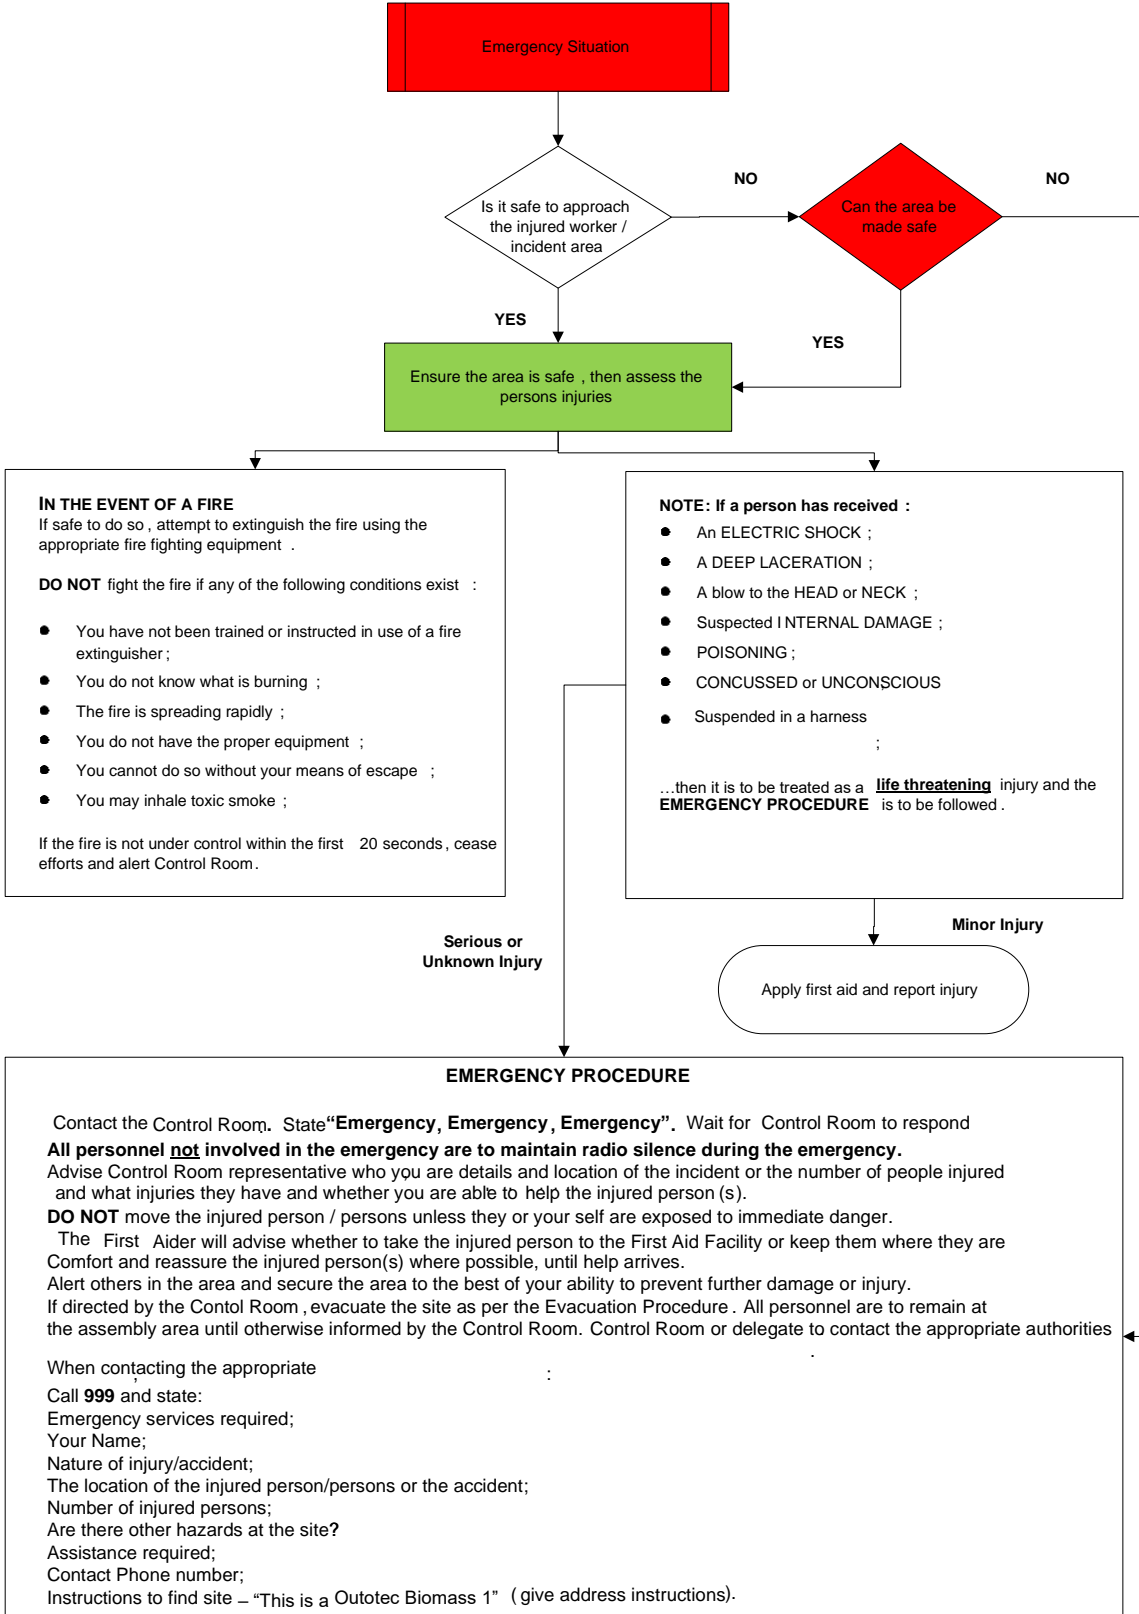 Emergency Situation
Is it safe to approach
the injured worker /
incident area
NO
Can the area be
made safe
NO
YES
YES
Ensure the area is safe , then assess the
persons injuries
IN THE EVENT OF A FIRE
If safe to do so , attempt to extinguish the fire using the
appropriate fire fighting equipment .
DO NOT fight the fire if any of the following conditions exist :
● You have not been trained or instructed in use of a fire
extinguisher ;
● You do not know what is burning ;
● The fire is spreading rapidly ;
● You do not have the proper equipment ;
● You cannot do so without your means of escape ;
● You may inhale toxic smoke ;
If the fire is not under control within the first 20 seconds , cease
efforts and alert Control Room .
NOTE: If a person has received :
● An ELECTRIC SHOCK ;
● A DEEP LACERATION ;
● A blow to the HEAD or NECK ;
● Suspected I NTERNAL DAMAGE ;
● POISONING ;
● CONCUSSED or UNCONSCIOUS ;
● Suspended in a harness
;
…then it is to be treated as a life threatening injury and the
EMERGENCY PROCEDURE is to be followed .
Serious or
Unknown Injury
Minor Injury
Apply first aid and report injury
EMERGENCY PROCEDURE
Contact the Control Room. State “Emergency, Emergency , Emergency”. Wait for Control Room to respond
All personnel not involved in the emergency are to maintain radio silence during the emergency.
Advise Control Room representative who you are details and location of the incident or the number of people injured
and what injuries they have and whether you are able to help the injured person (s).
DO NOT move the injured person / persons unless they or your self are exposed to immediate danger.
The First Aider will advise whether to take the injured person to the First Aid Facility or keep them where they are
Comfort and reassure the injured person(s) where possible, until help arrives.
Alert others in the area and secure the area to the best of your ability to prevent further damage or injury.
If directed by the Contol Room , evacuate the site as per the Evacuation Procedure . All personnel are to remain at
the assembly area until otherwise informed by the Control Room. Control Room or delegate to contact the appropriate authorities
.
When contacting the appropriate , :
Call 999 and state:
Emergency services required;
Your Name;
Nature of injury/accident;
The location of the injured person/persons or the accident;
Number of injured persons;
Are there other hazards at the site?
Assistance required;
Contact Phone number;
Instructions to find site – “This is a Outotec Biomass 1” ( give address instructions).